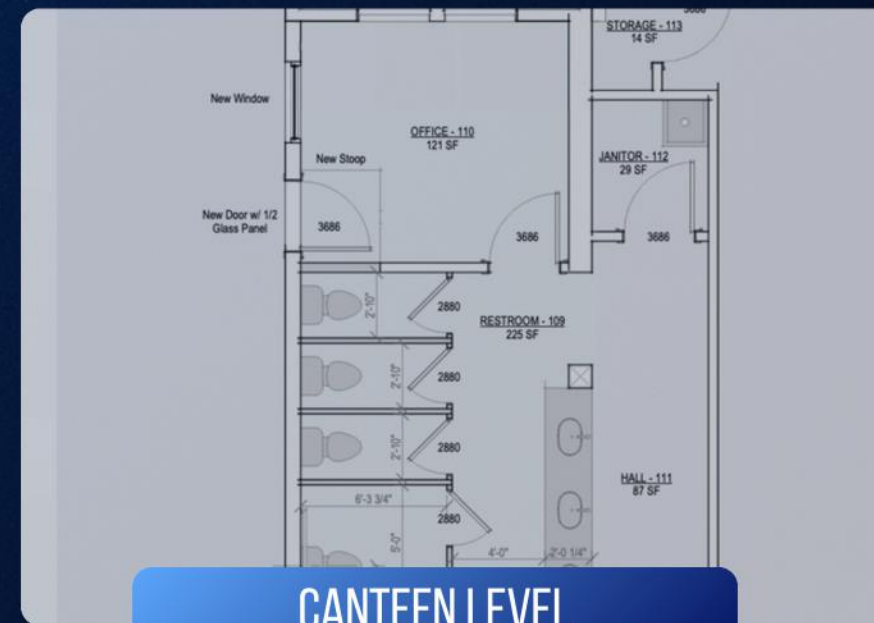 3686
STORAGE - 113
14 SF
New Window
OFFICE - 110
121 SF
JANITOR - 112
29 SF
New Stoop
New Door w/ 1/2
Glass Panel
3686
3686
3686
2'-10"
2880
RESTROOM - 109
225 SF
2'-10"
2880
2'-10"
2880
HALL - 111
87 SF
6'-3 3/4"
2880
5'-0"
4'-0"
2'-0 1/4"
CANTEEN LEVEL